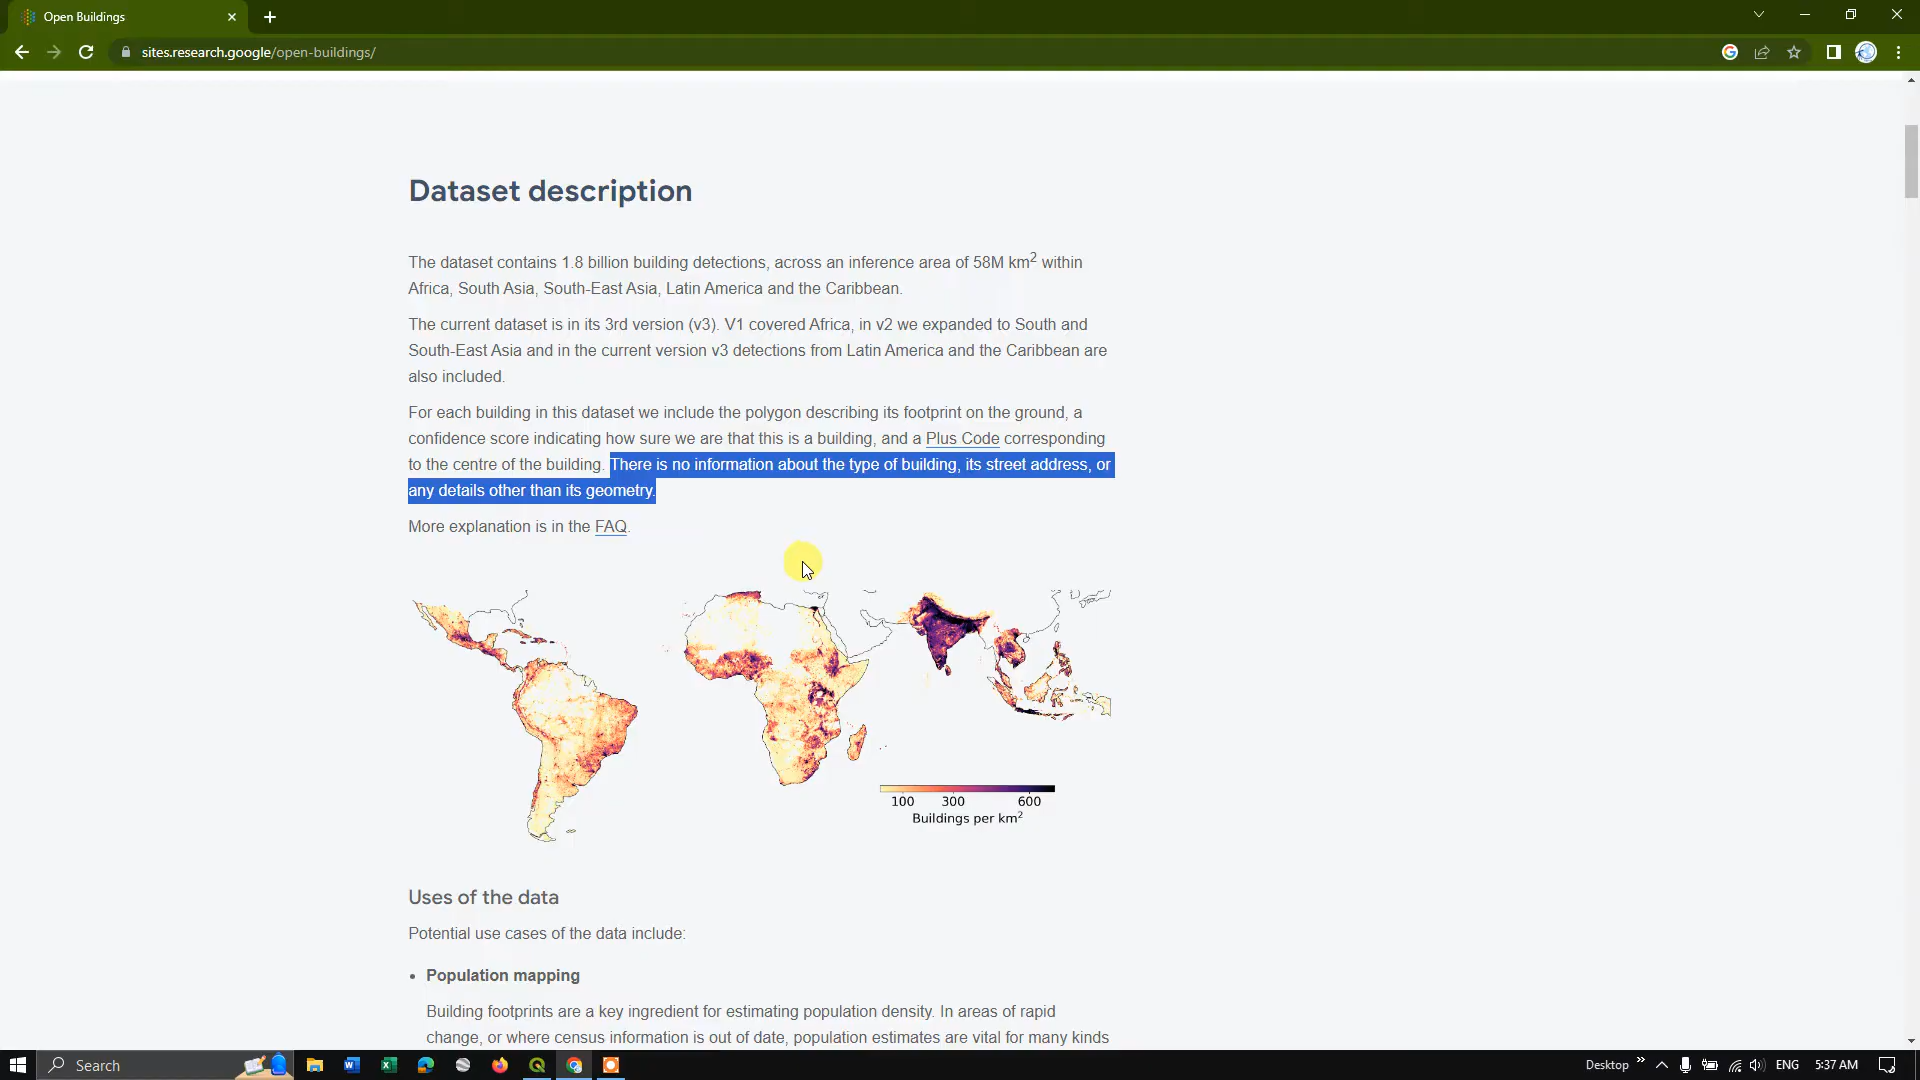 Open Buildings
sites.research.google/open-buildings/
Dataset description
The dataset contains 1.8 billion building detections, across an inference area of 58M km² within
Africa, South Asia, South-East Asia, Latin America and the Caribbean.
The current dataset is in its 3rd version (v3). V1 covered Africa, in v2 we expanded to South and
South-East Asia and in the current version v3 detections from Latin America and the Caribbean are
also included.
For each building in this dataset we include the polygon describing its footprint on the ground, a
confidence score indicating how sure we are that this is a building, and a Plus Code corresponding
to the centre of the building. There is no information about the type of building, its street address, or
any details other than its geometry.
More explanation is in the FAQ.
100 300 600
Buildings per km²
Uses of the data
Potential use cases of the data include:
• Population mapping
Building footprints are a key ingredient for estimating population density. In areas of rapid
change, or where census information is out of date, population estimates are vital for many kinds
Search
Desktop
ENG
5:37 AM